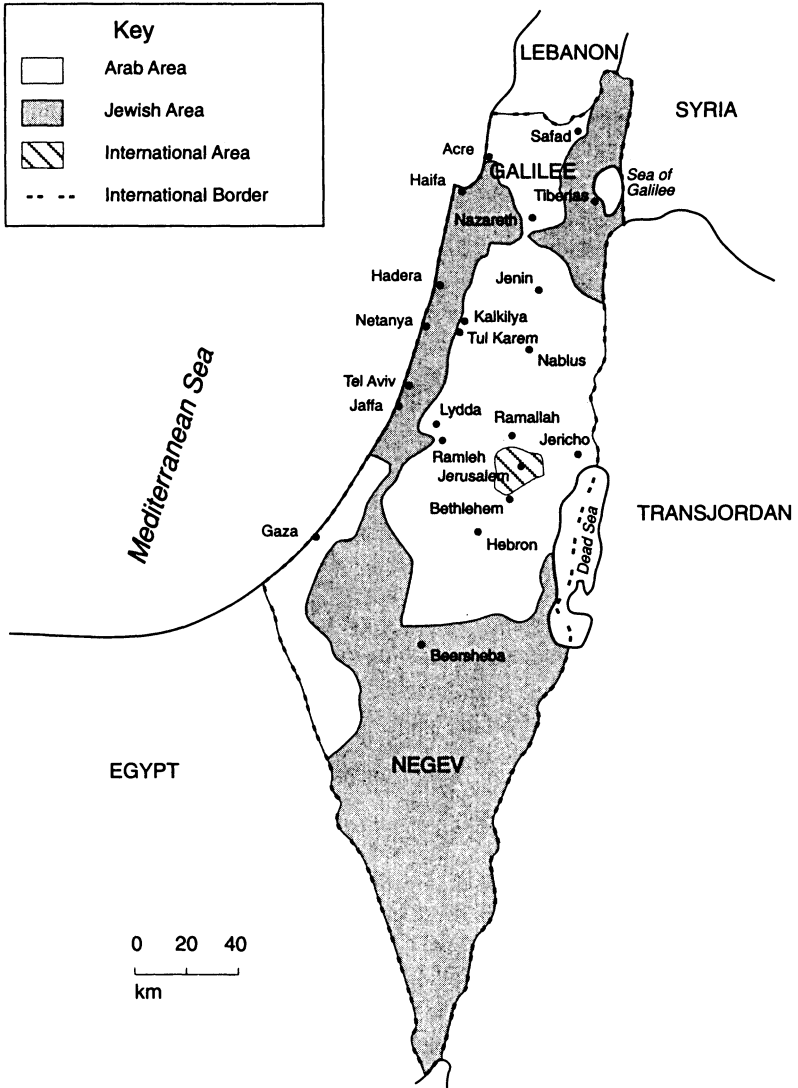 Key
Arab Area
Jewish Area
International Area
International Border
LEBANON
SYRIA
Safad
Acre
GALILEE
Sea of
Galilee
Haifa
Tiberias
Nazareth
Hadera
Jenin
Netanya
Kalkilya
Tul Karem
Nablus
Tel Aviv
Jaffa
Lydda
Ramallah
Jericho
Ramleh
Jerusalem
Mediterranean Sea
Bethlehem
TRANSJORDAN
Gaza
Hebron
Dead Sea
Beersheba
EGYPT
NEGEV
0 20 40
km